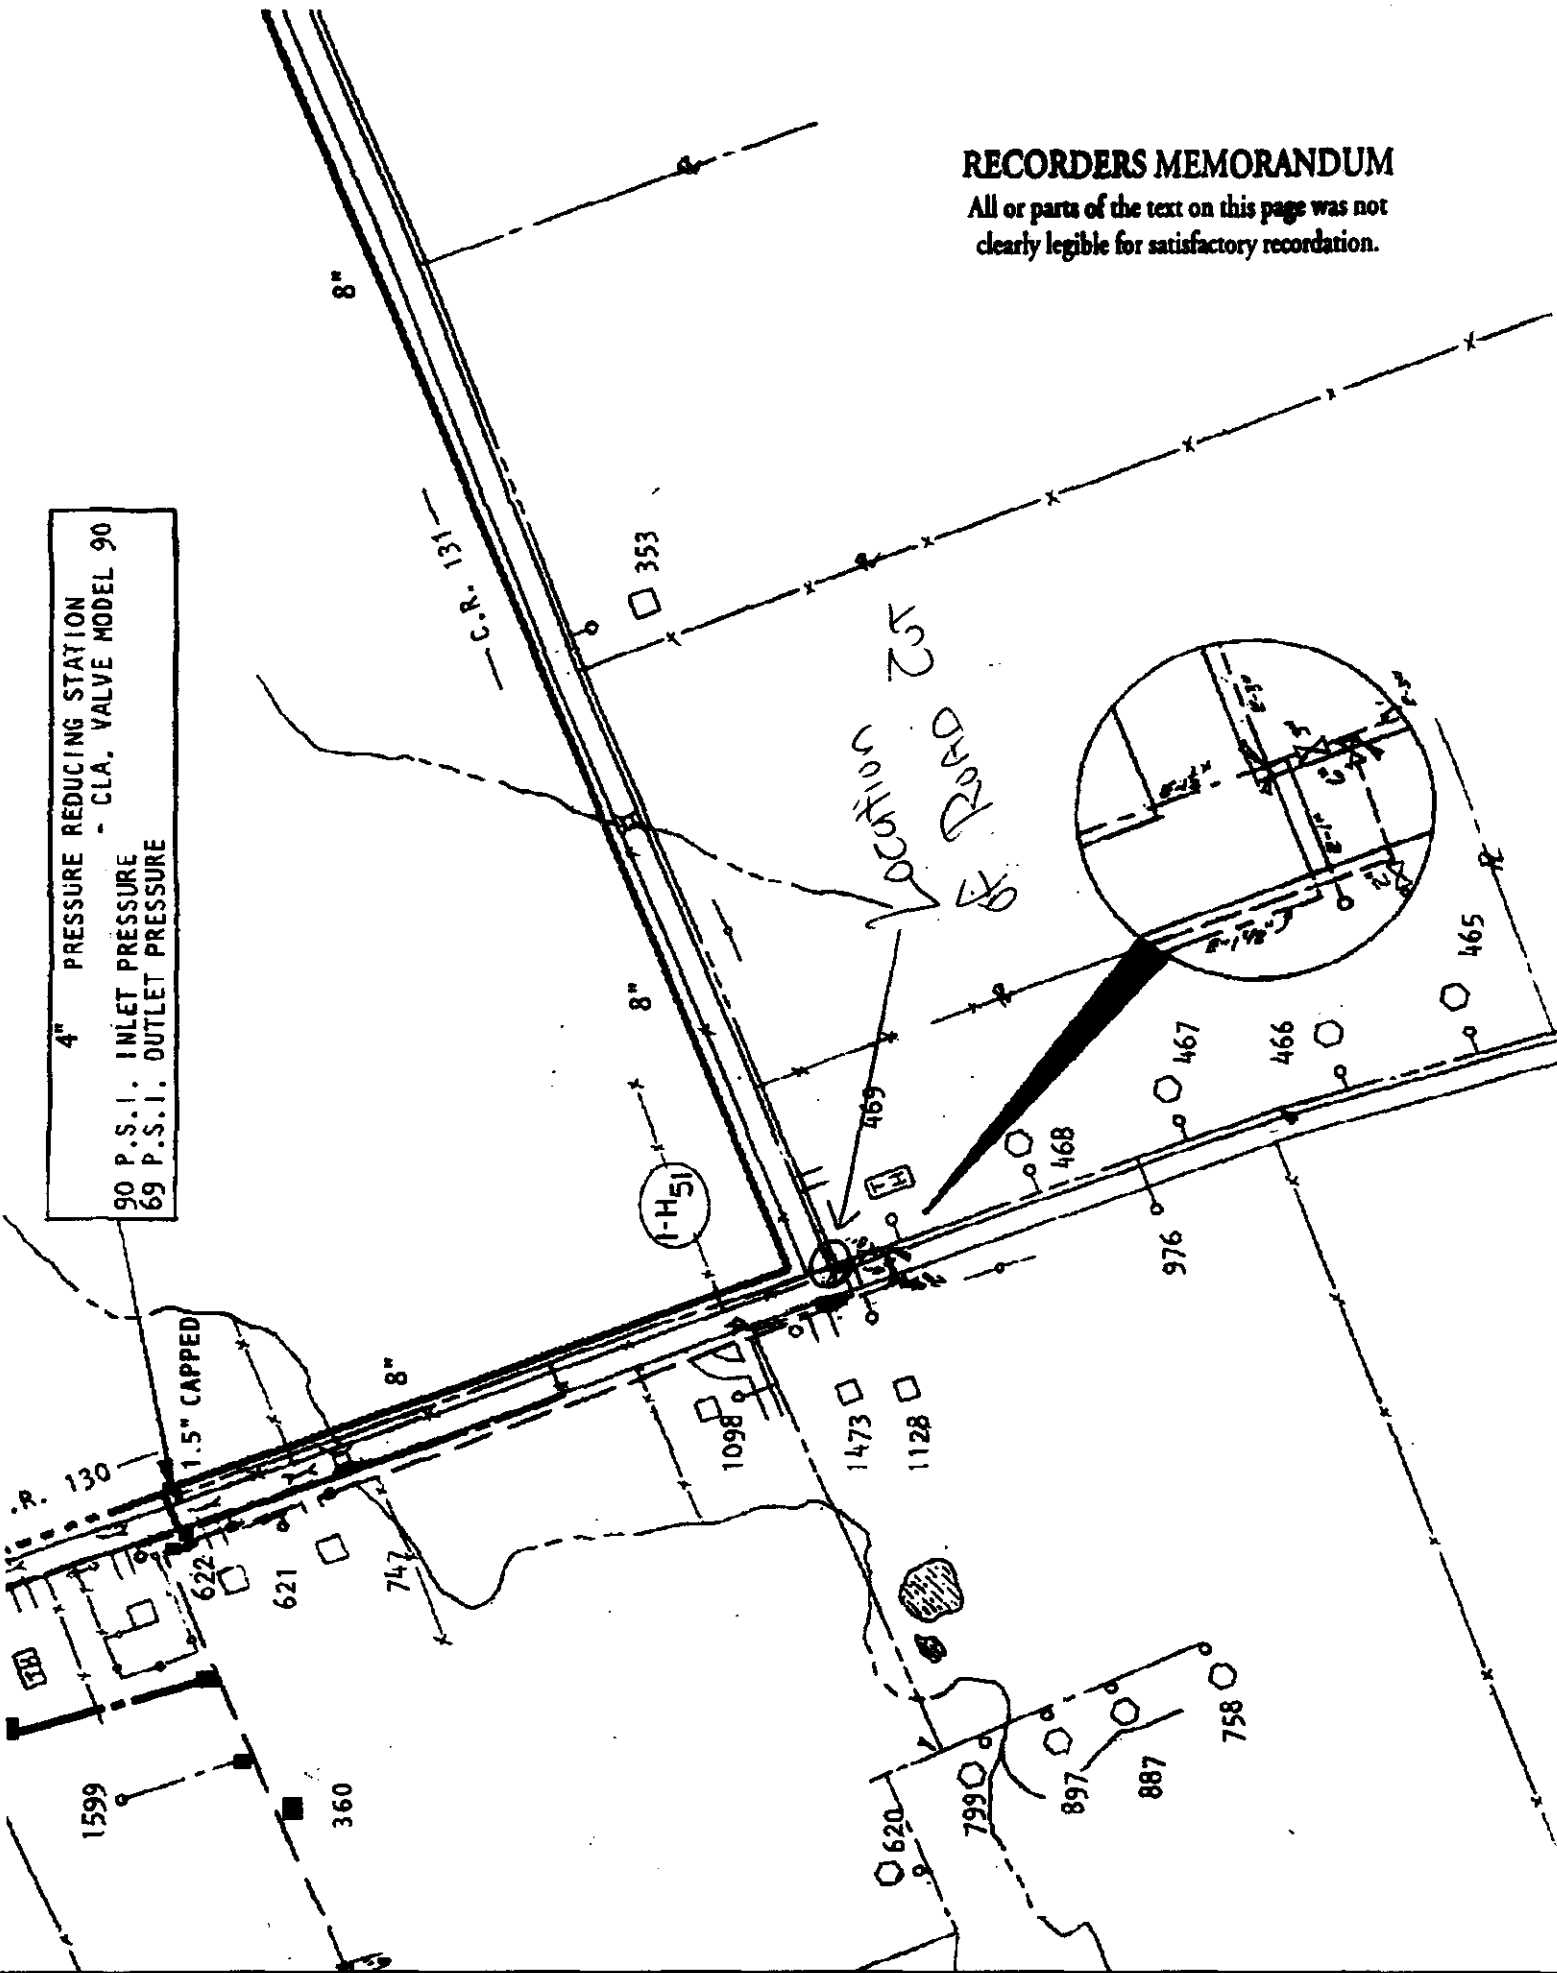 RECORDERS MEMORANDUM
All or parts of the text on this page was not
clearly legible for satisfactory recordation.
4" PRESSURE REDUCING STATION
- CLA. VALVE MODEL 90
90 P.S.I. INLET PRESSURE
69 P.S.I. OUTLET PRESSURE
8"
C.R. 131
353
LOCATION
OF ROAD CUT
8"
I-H51
469
468
467
466
465
976
8"
1.5" CAPPED
.R. 130
622
621
747
1098
1473
1128
TH
TH
1599
360
620
799
897
887
758